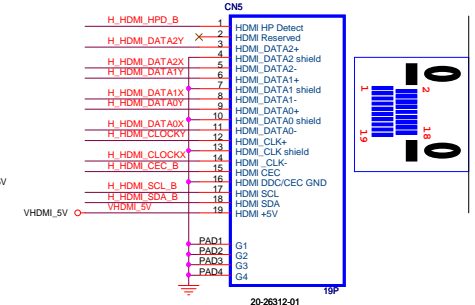 CN5
H_HDMI_HPD_B 1 HDMI HP Detect
2 HDMI Reserved
H_HDMI_DATA2Y 3 HDMI_DATA2+
4 HDMI_DATA2 shield
H_HDMI_DATA2X 5 HDMI_DATA2-
H_HDMI_DATA1Y 6 HDMI_DATA1+
7 HDMI_DATA1 shield
H_HDMI_DATA1X 8 HDMI_DATA1-
H_HDMI_DATA0Y 9 HDMI_DATA0+
10 HDMI_DATA0 shield
H_HDMI_DATA0X 11 HDMI_DATA0-
H_HDMI_CLOCKY 12 HDMI_CLK+
13 HDMI_CLK shield
H_HDMI_CLOCKX 14 HDMI _CLK-
H_HDMI_CEC_B 15 HDMI CEC
16 HDMI DDC/CEC GND
H_HDMI_SCL_B 17 HDMI SCL
H_HDMI_SDA_B 18 HDMI SDA
VHDMI_5V VHDMI_5V 19 HDMI +5V
PAD1 G1
PAD2 G2
PAD3 G3
PAD4 G4
19P
20-26312-01
1 2
19 18